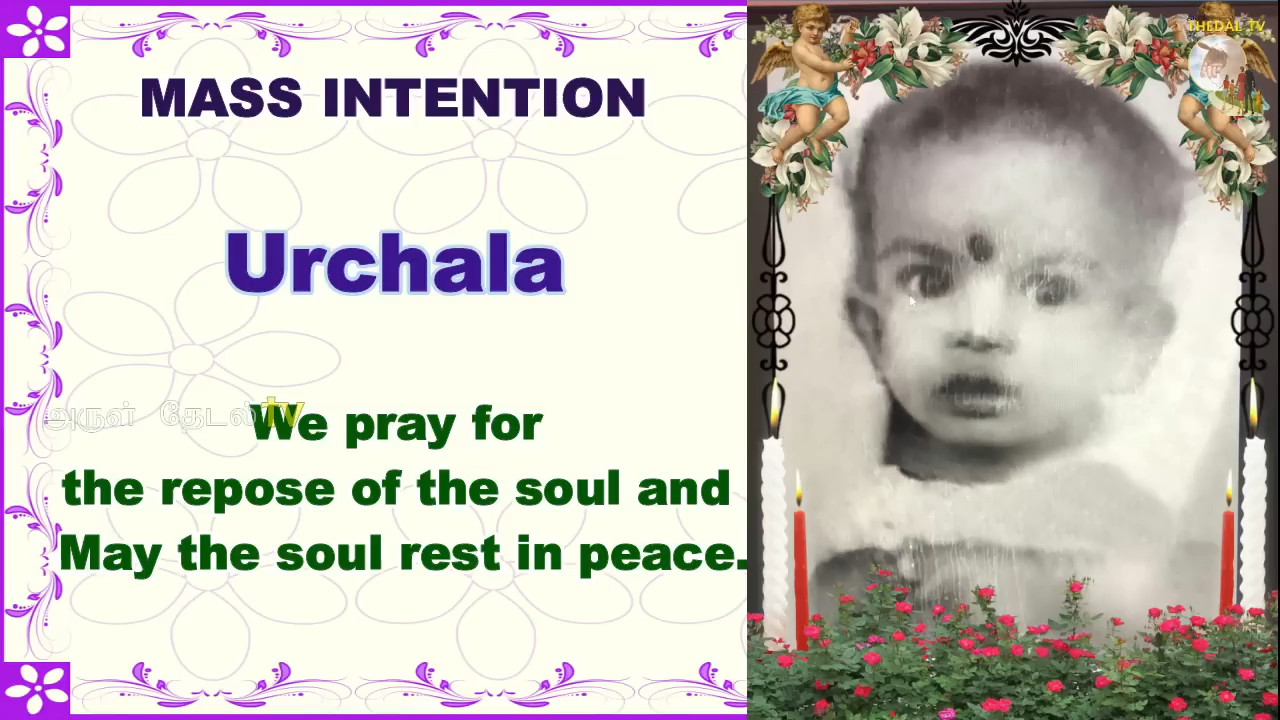 MASS INTENTION
THEDAL TV
Urchala
அருள் தேடல் tv
We pray for
the repose of the soul and
May the soul rest in peace.